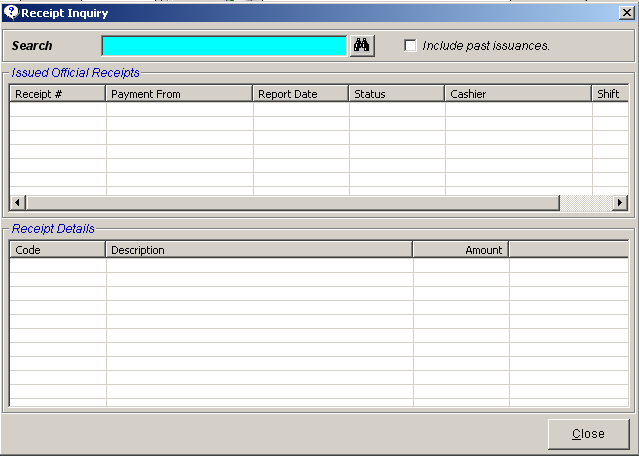 Receipt Inquiry
Search
Include past issuances.
Issued Official Receipts
Receipt # Payment From Report Date Status Cashier Shift
Receipt Details
Code Description Amount
Close